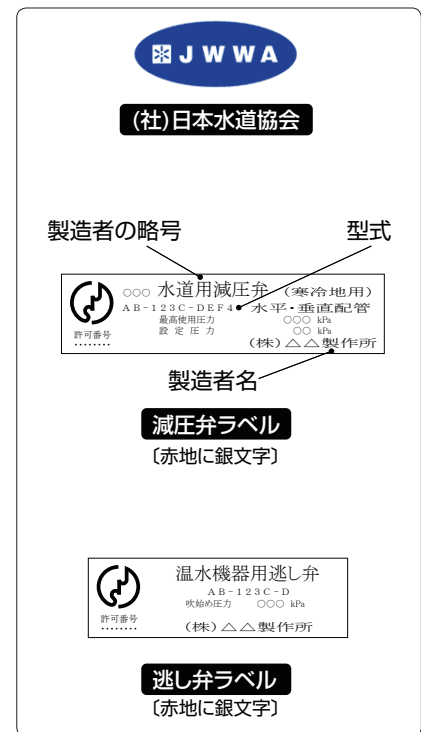 JWWA
(社)日本水道協会
製造者の略号
型式
○○○ 水道用減圧弁 (寒冷地用)
AB-123C-DEF4 水平・垂直配管
最高使用圧力 ○○○ kPa
設定圧力 ○○ kPa
許可番号
........
(株)△△製作所
製造者名
減圧弁ラベル
〔赤地に銀文字〕
温水機器用逃し弁
AB-123C-D
吹始め圧力 ○○○ kPa
許可番号
........
(株)△△製作所
逃し弁ラベル
〔赤地に銀文字〕